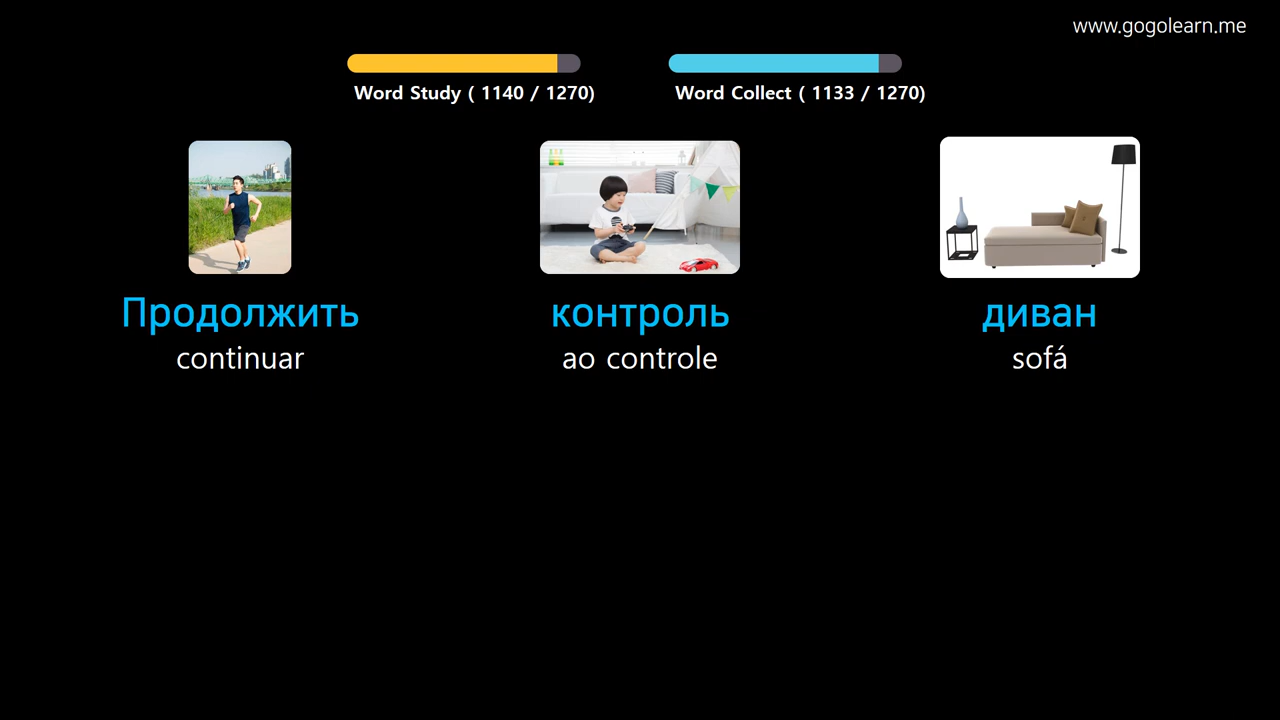 www.gogolearn.me
Word Study ( 1140 / 1270)
Word Collect ( 1133 / 1270)
Продолжить
контроль
диван
continuar
ao controle
sofá